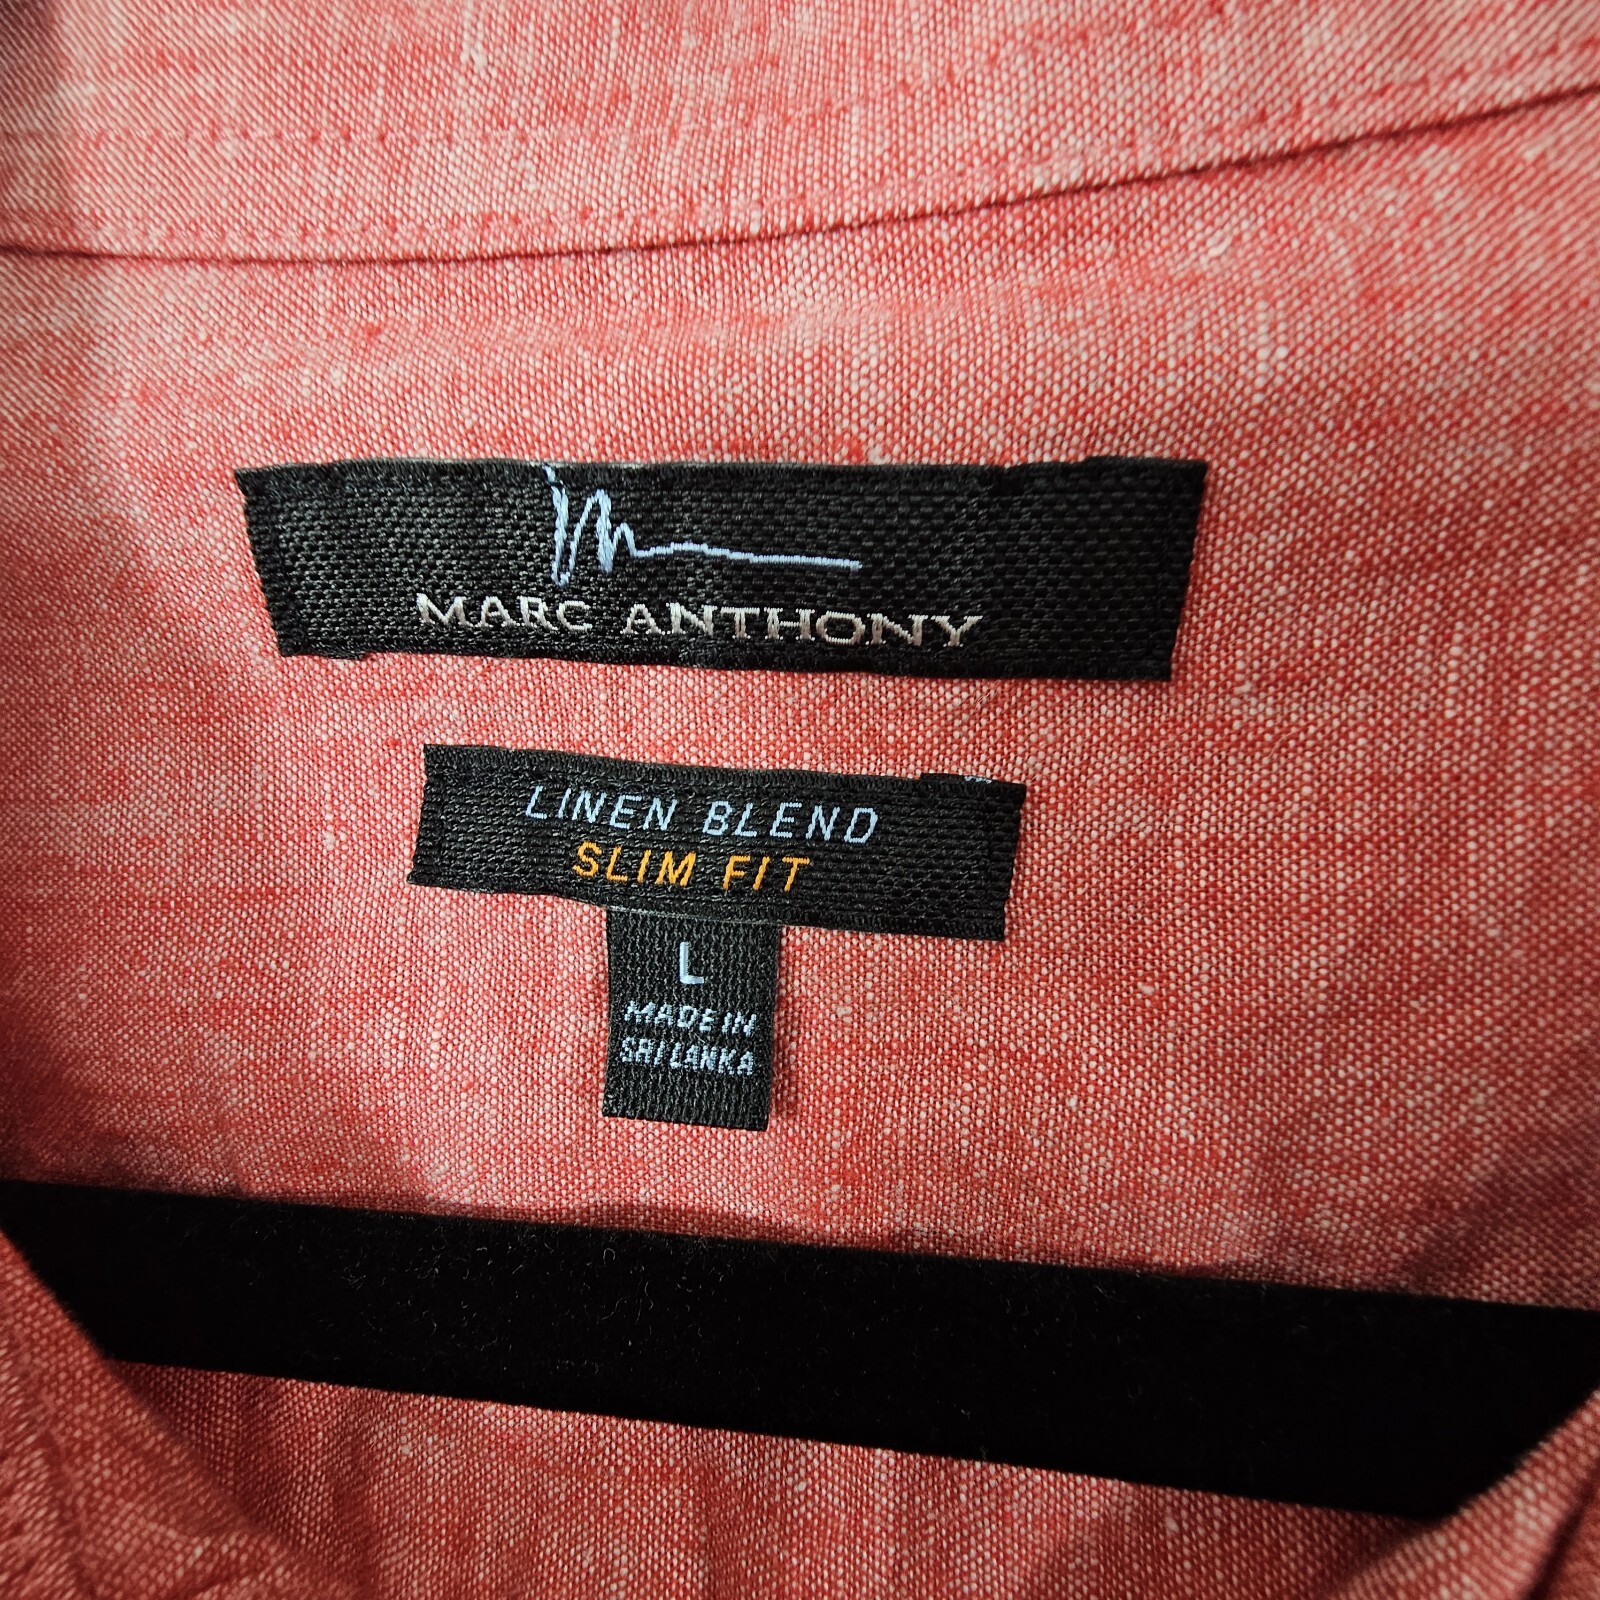 MARC ANTHONY
LINEN BLEND
SLIM FIT
L
MADE IN
SRI LANKA